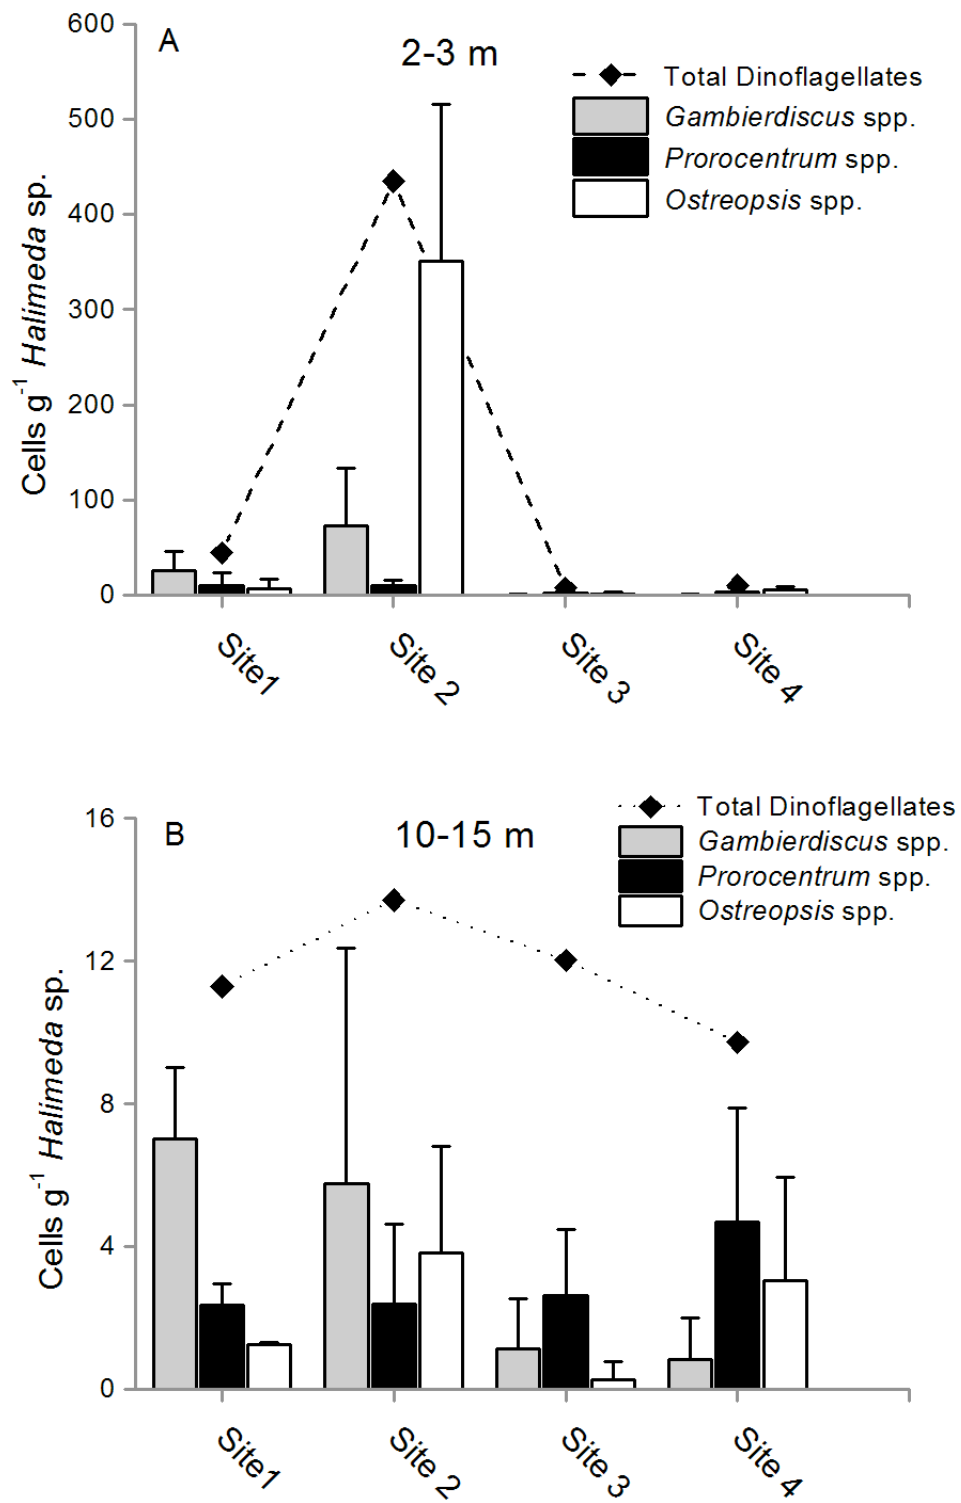 A
2-3 m
Total Dinoflagellates
Gambierdiscus spp.
Prorocentrum spp.
Ostreopsis spp.
Cells g-1 Halimeda sp.
600
500
400
300
200
100
0
Site1
Site 2
Site 3
Site 4
B
10-15 m
Total Dinoflagellates
Gambierdiscus spp.
Prorocentrum spp.
Ostreopsis spp.
Cells g-1 Halimeda sp.
16
12
8
4
0
Site1
Site 2
Site 3
Site 4